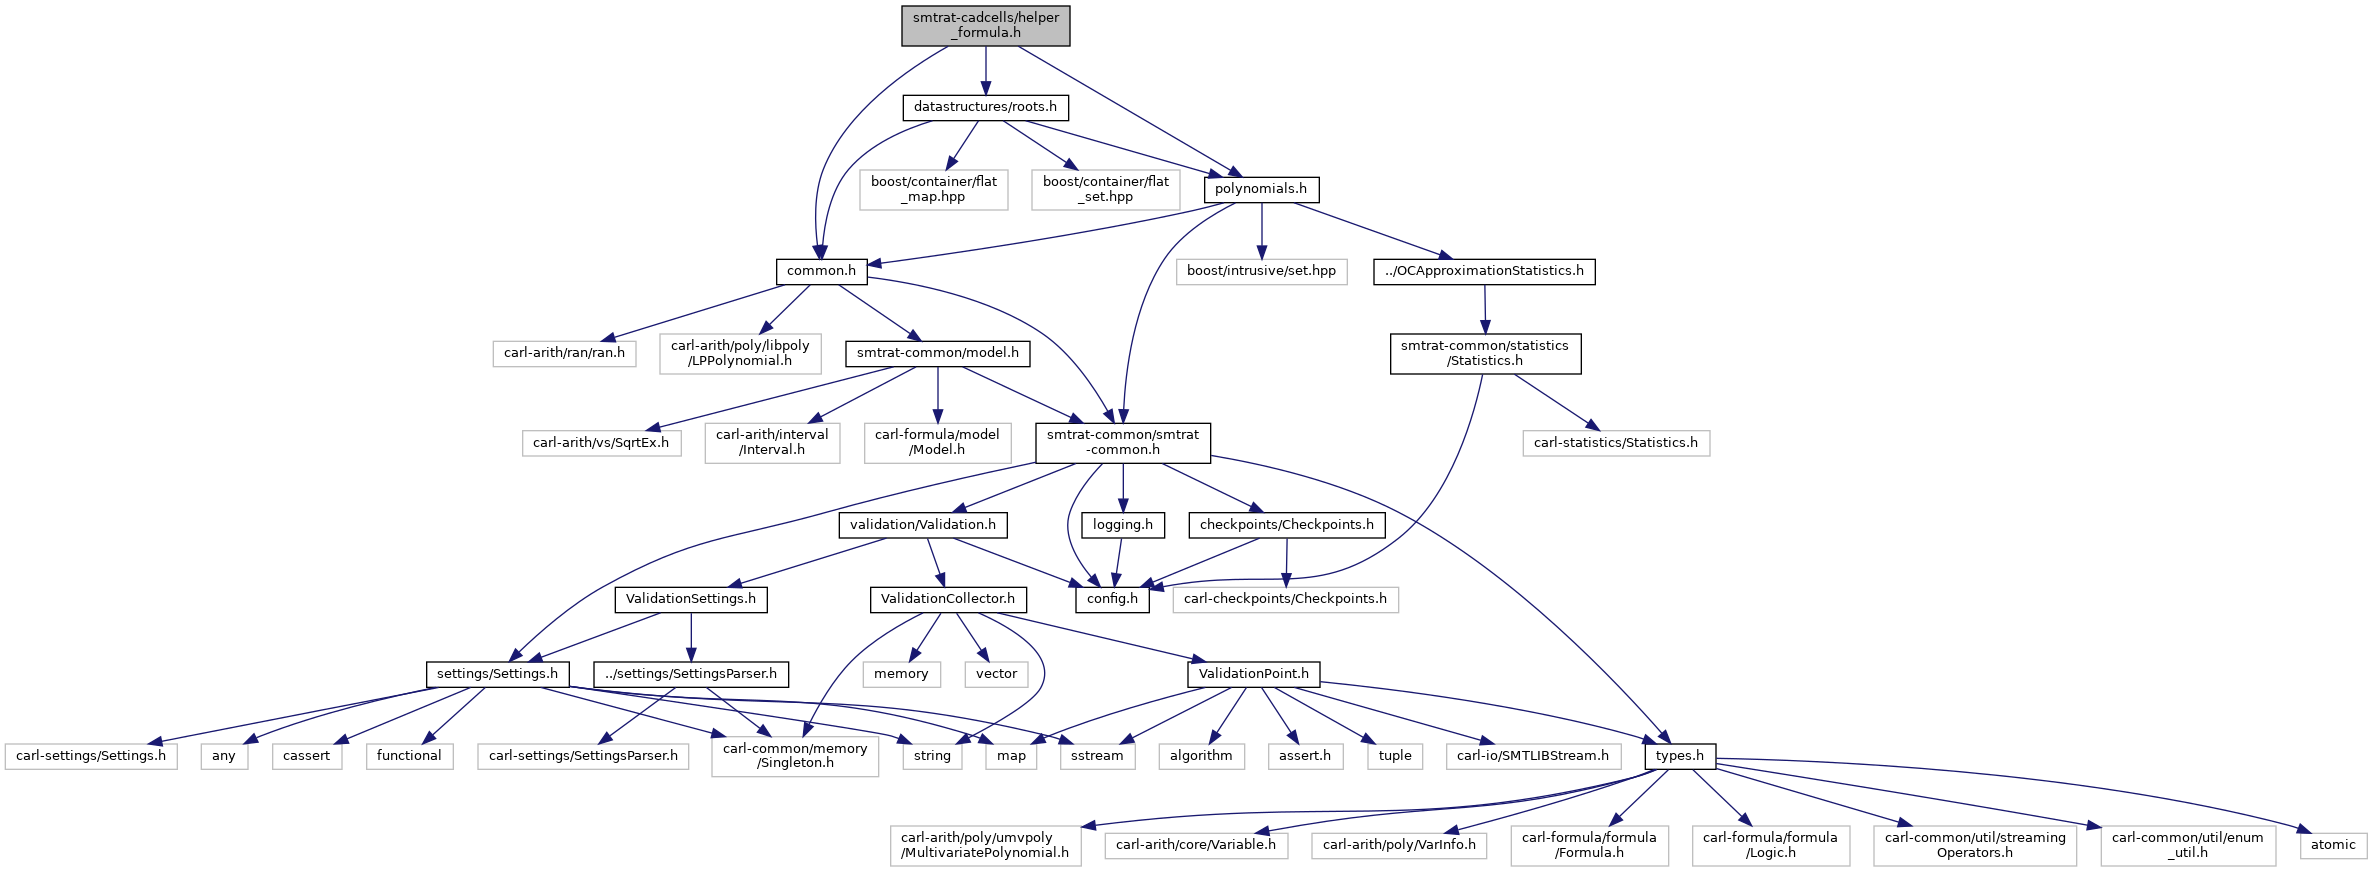 smtrat-cadcells/helper
_formula.h
datastructures/roots.h
boost/container/flat
_map.hpp
boost/container/flat
_set.hpp
polynomials.h
common.h
boost/intrusive/set.hpp
../OCApproximationStatistics.h
carl-arith/ran/ran.h
carl-arith/poly/libpoly
/LPPolynomial.h
smtrat-common/model.h
smtrat-common/statistics
/Statistics.h
carl-arith/vs/SqrtEx.h
carl-arith/interval
/Interval.h
carl-formula/model
/Model.h
smtrat-common/smtrat
-common.h
carl-statistics/Statistics.h
validation/Validation.h
logging.h
checkpoints/Checkpoints.h
ValidationSettings.h
ValidationCollector.h
config.h
carl-checkpoints/Checkpoints.h
settings/Settings.h
../settings/SettingsParser.h
memory
vector
ValidationPoint.h
carl-settings/Settings.h
any
cassert
functional
carl-settings/SettingsParser.h
carl-common/memory
/Singleton.h
string
map
sstream
algorithm
assert.h
tuple
carl-io/SMTLIBStream.h
types.h
carl-arith/poly/umvpoly
/MultivariatePolynomial.h
carl-arith/core/Variable.h
carl-arith/poly/VarInfo.h
carl-formula/formula
/Formula.h
carl-formula/formula
/Logic.h
carl-common/util/streaming
Operators.h
carl-common/util/enum
_util.h
atomic